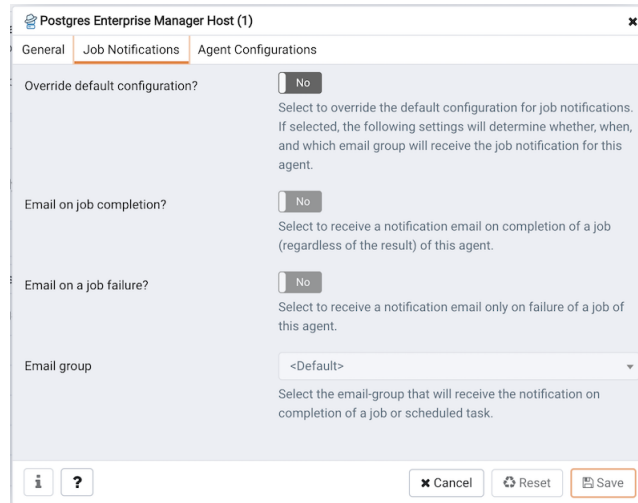 Postgres Enterprise Manager Host (1)
General Job Notifications Agent Configurations
Override default configuration? No
Select to override the default configuration for job notifications.
If selected, the following settings will determine whether, when,
and which email group will receive the job notification for this
agent.
Email on job completion? No
Select to receive a notification email on completion of a job
(regardless of the result) of this agent.
Email on a job failure? No
Select to receive a notification email only on failure of a job of
this agent.
Email group <Default>
Select the email-group that will receive the notification on
completion of a job or scheduled task.
i ? Cancel Reset Save